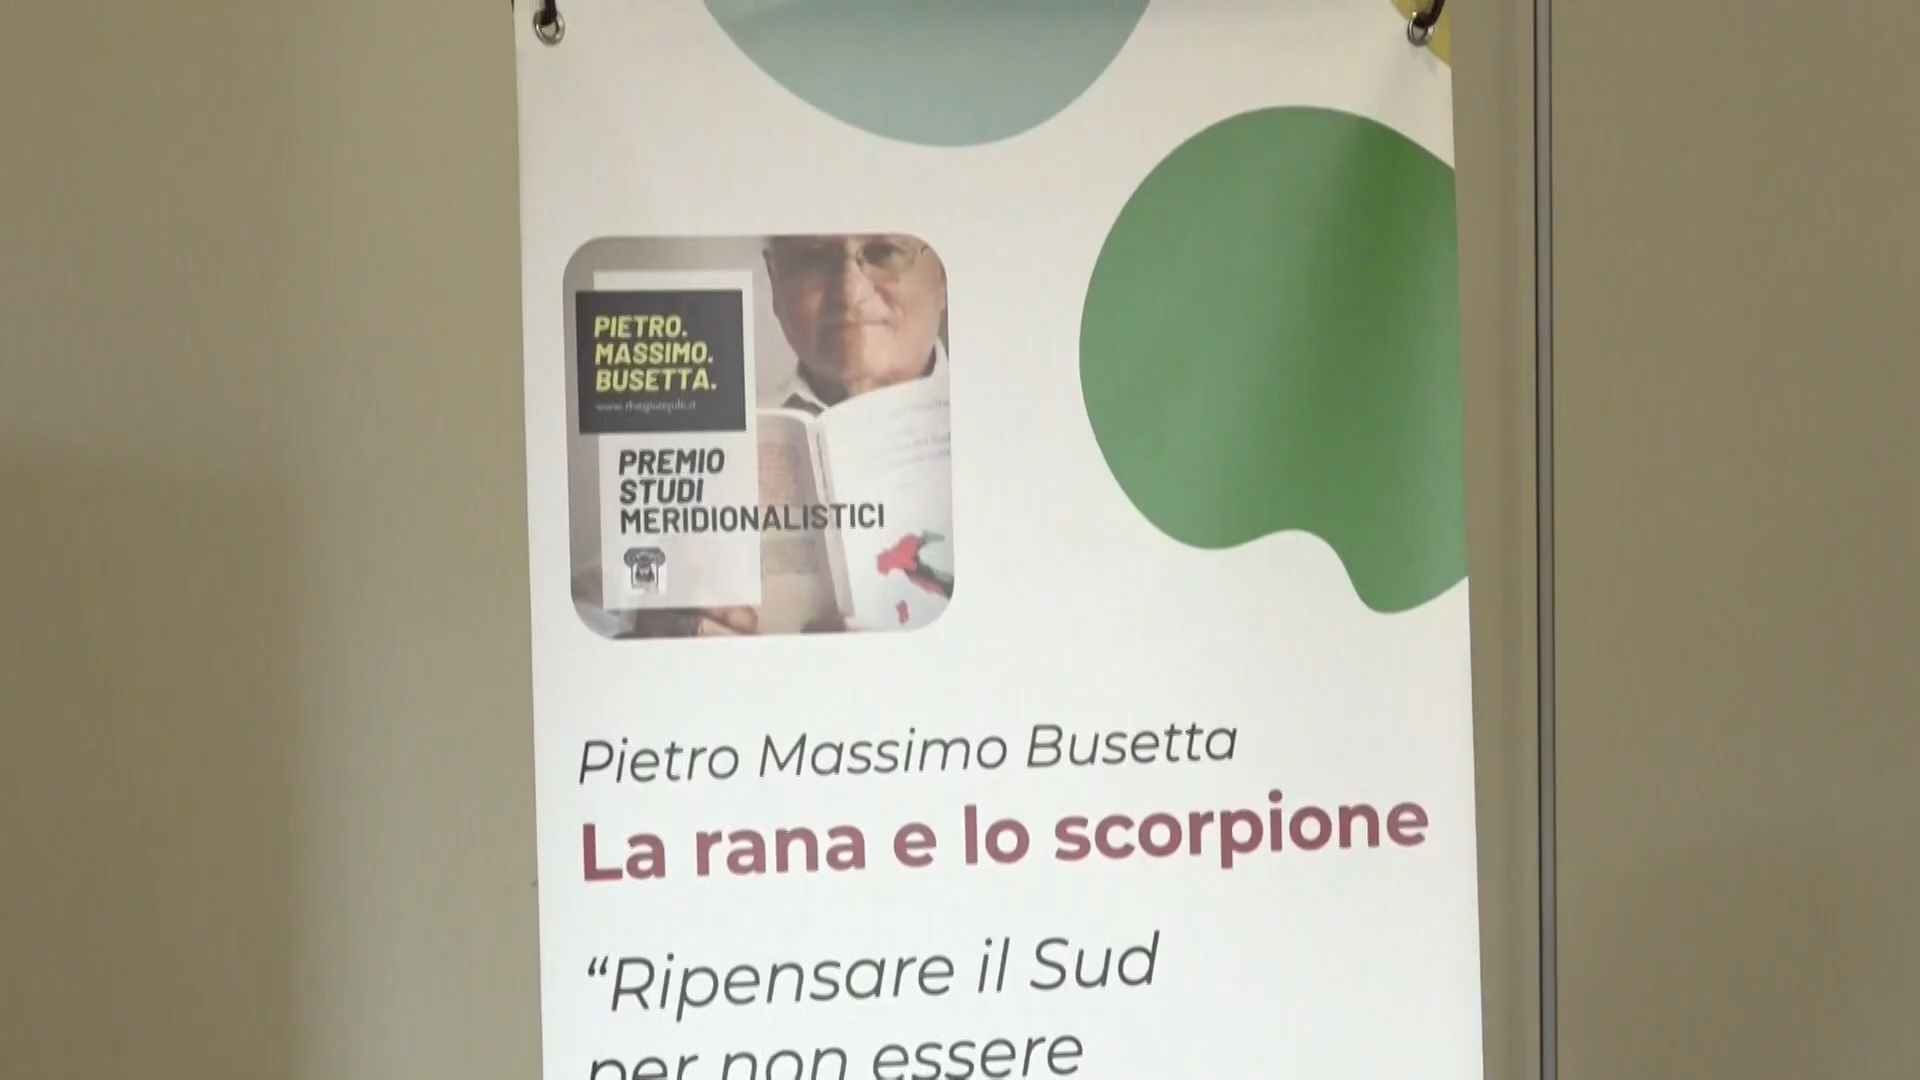 PIETRO.
MASSIMO.
BUSETTA.
PREMIO
STUDI
MERIDIONALISTICI
Pietro Massimo Busetta
La rana e lo scorpione
“Ripensare il Sud
per non essere